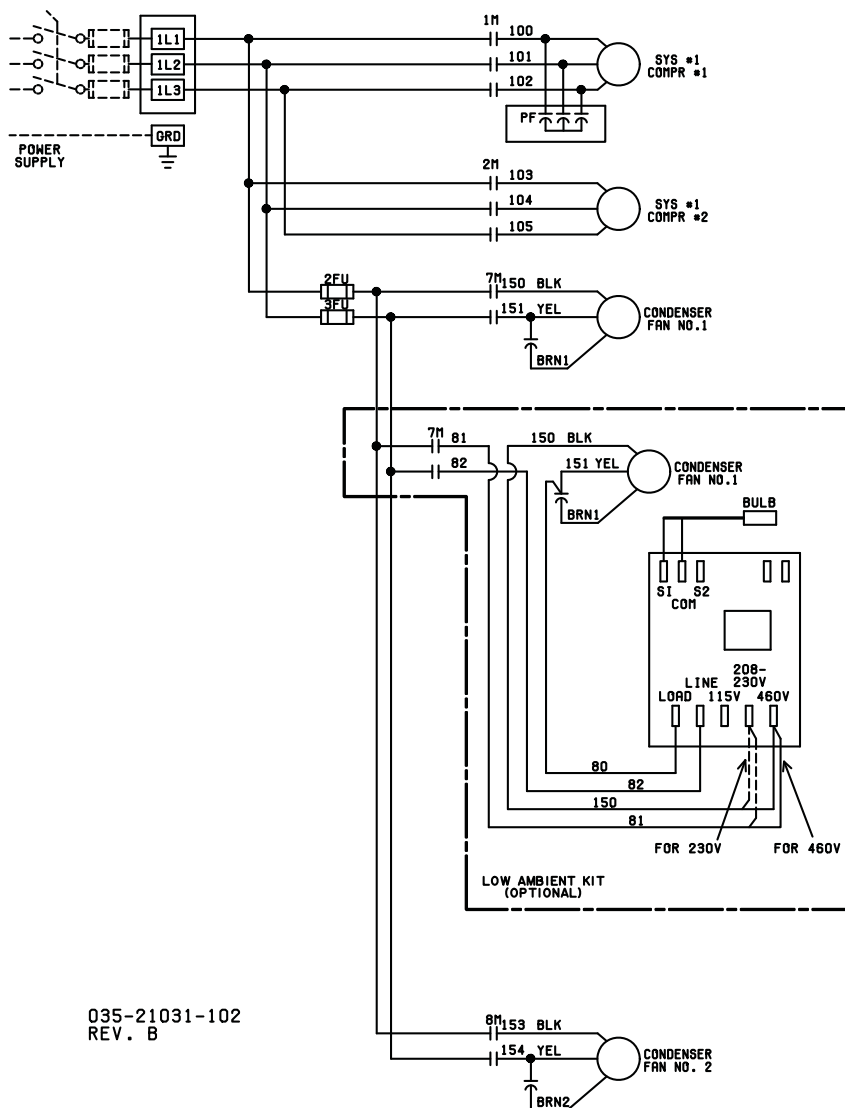 1M
100
1L1
101
1L2
102
1L3
SYS #1
COMPR #1
PF
GRD
POWER
SUPPLY
2M
103
104
105
SYS #1
COMPR #2
2FU
3FU
7M
150 BLK
151 YEL
BRN1
CONDENSER
FAN NO.1
7M
81
82
150 BLK
151 YEL
BRN1
CONDENSER
FAN NO.1
BULB
S1
S2
COM
208-
LINE 230V
LOAD 115V 460V
80
82
150
81
FOR 230V
FOR 460V
LOW AMBIENT KIT
(OPTIONAL)
035-21031-102
REV. B
8M
153 BLK
154 YEL
BRN2
CONDENSER
FAN NO. 2